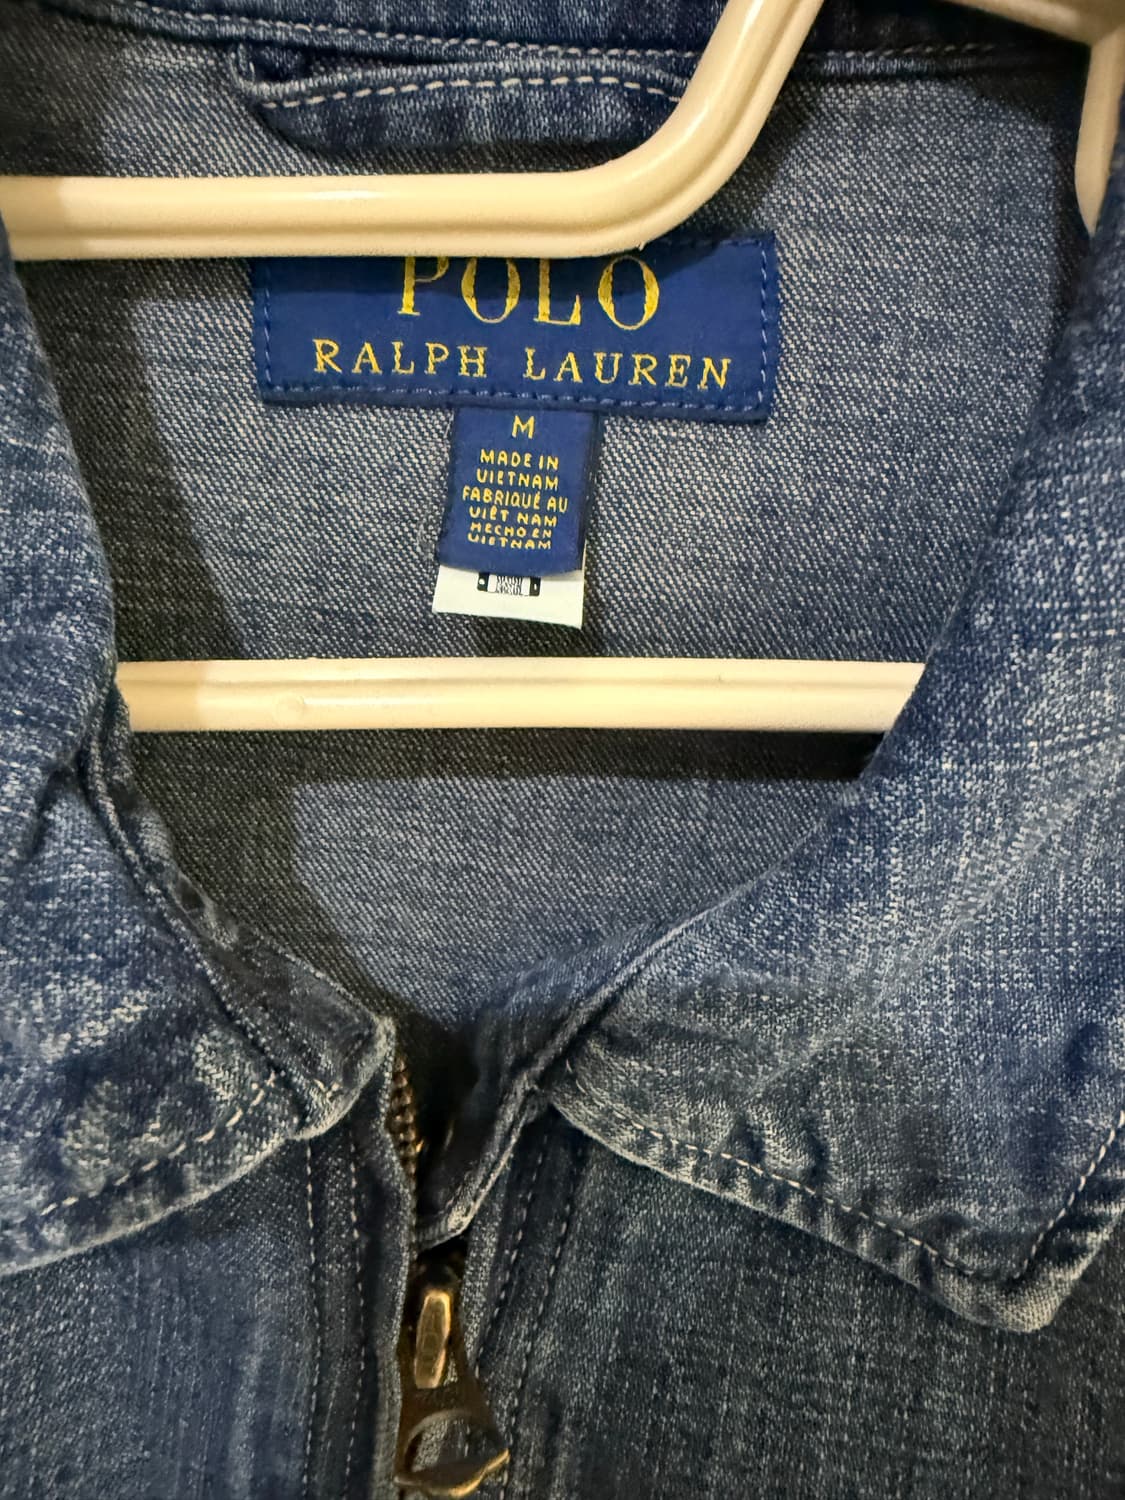 POLO
RALPH LAUREN
M
MADE IN
VIETNAM
FABRIQUÉ AU
VIÊT NAM
HECHO EN
VIETNAM